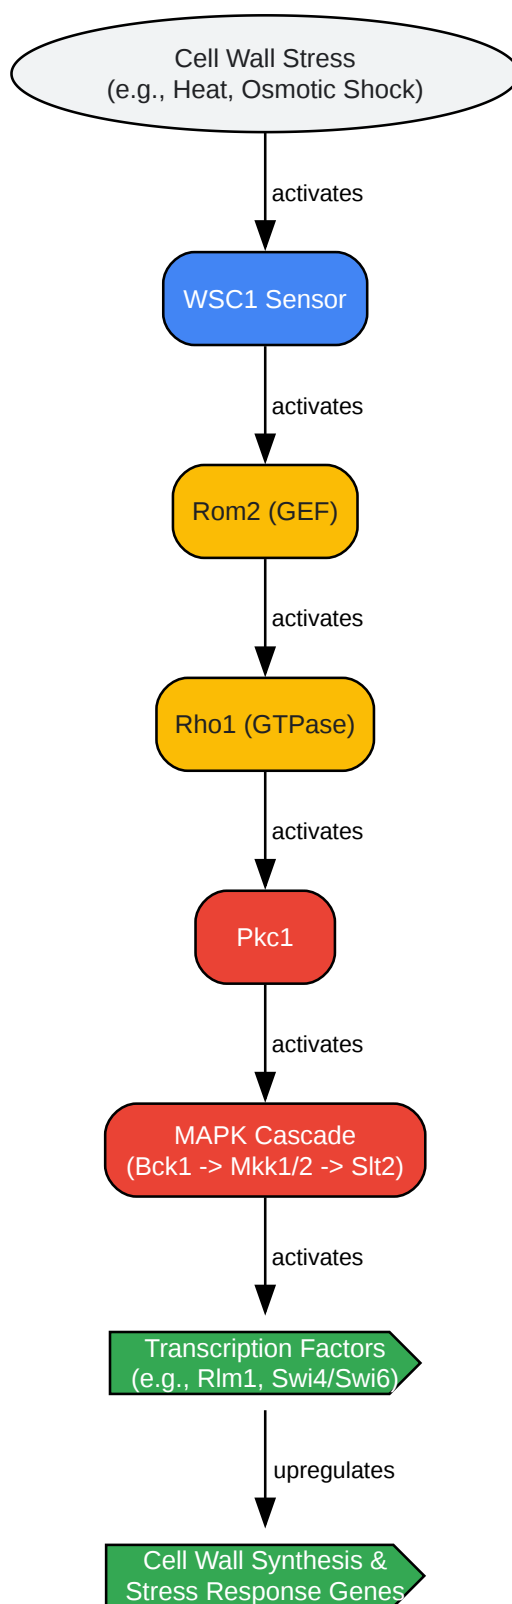 Cell Wall Stress
(e.g., Heat, Osmotic Shock)
activates
WSC1 Sensor
activates
Rom2 (GEF)
activates
Rho1 (GTPase)
activates
Pkc1
activates
MAPK Cascade
(Bck1 -> Mkk1/2 -> Slt2)
activates
Transcription Factors
(e.g., Rlm1, Swi4/Swi6)
upregulates
Cell Wall Synthesis &
Stress Response Genes